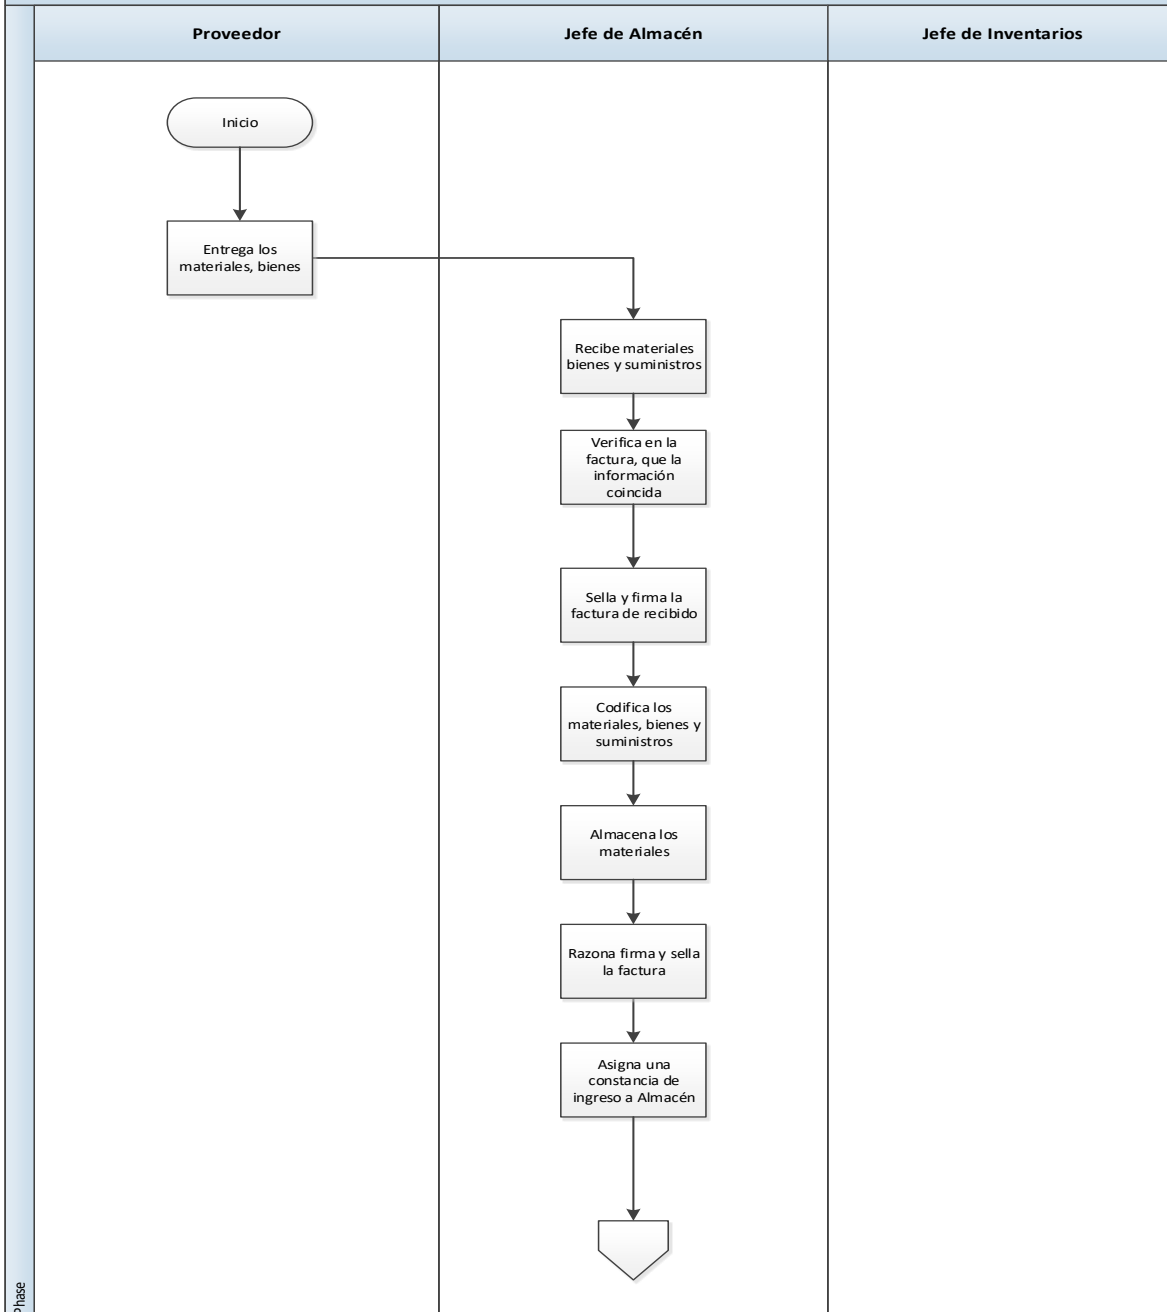 Proveedor
Jefe de Almacén
Jefe de Inventarios
Inicio
Entrega los
materiales, bienes
Recibe materiales
bienes y suministros
Verifica en la
factura, que la
información
coincida
Sella y firma la
factura de recibido
Codifica los
materiales, bienes y
suministros
Almacena los
materiales
Razona firma y sella
la factura
Asigna una
constancia de
ingreso a Almacén
Phase